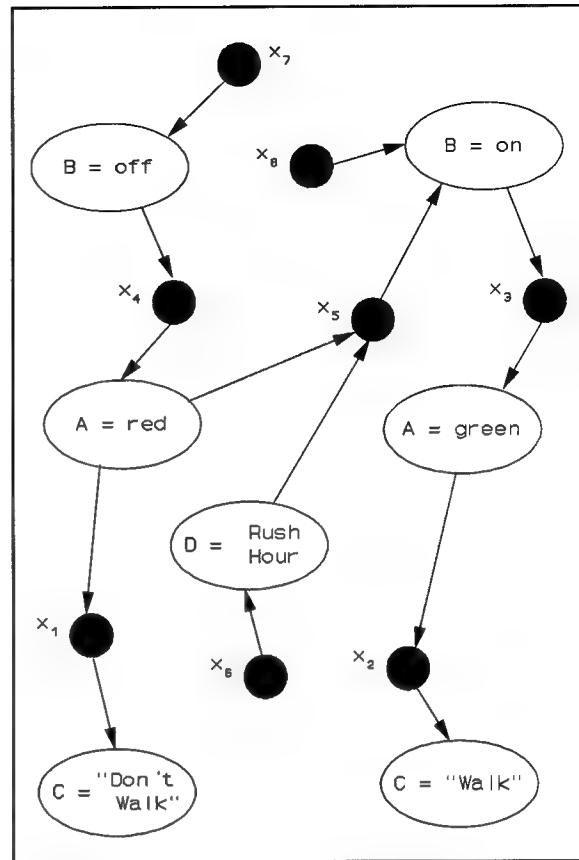 x₇
B = off
x₈
B = on
x₄
x₅
x₃
A = red
A = green
D = Rush
Hour
x₁
x₆
x₂
C = "Don't
Walk"
C = "Walk"